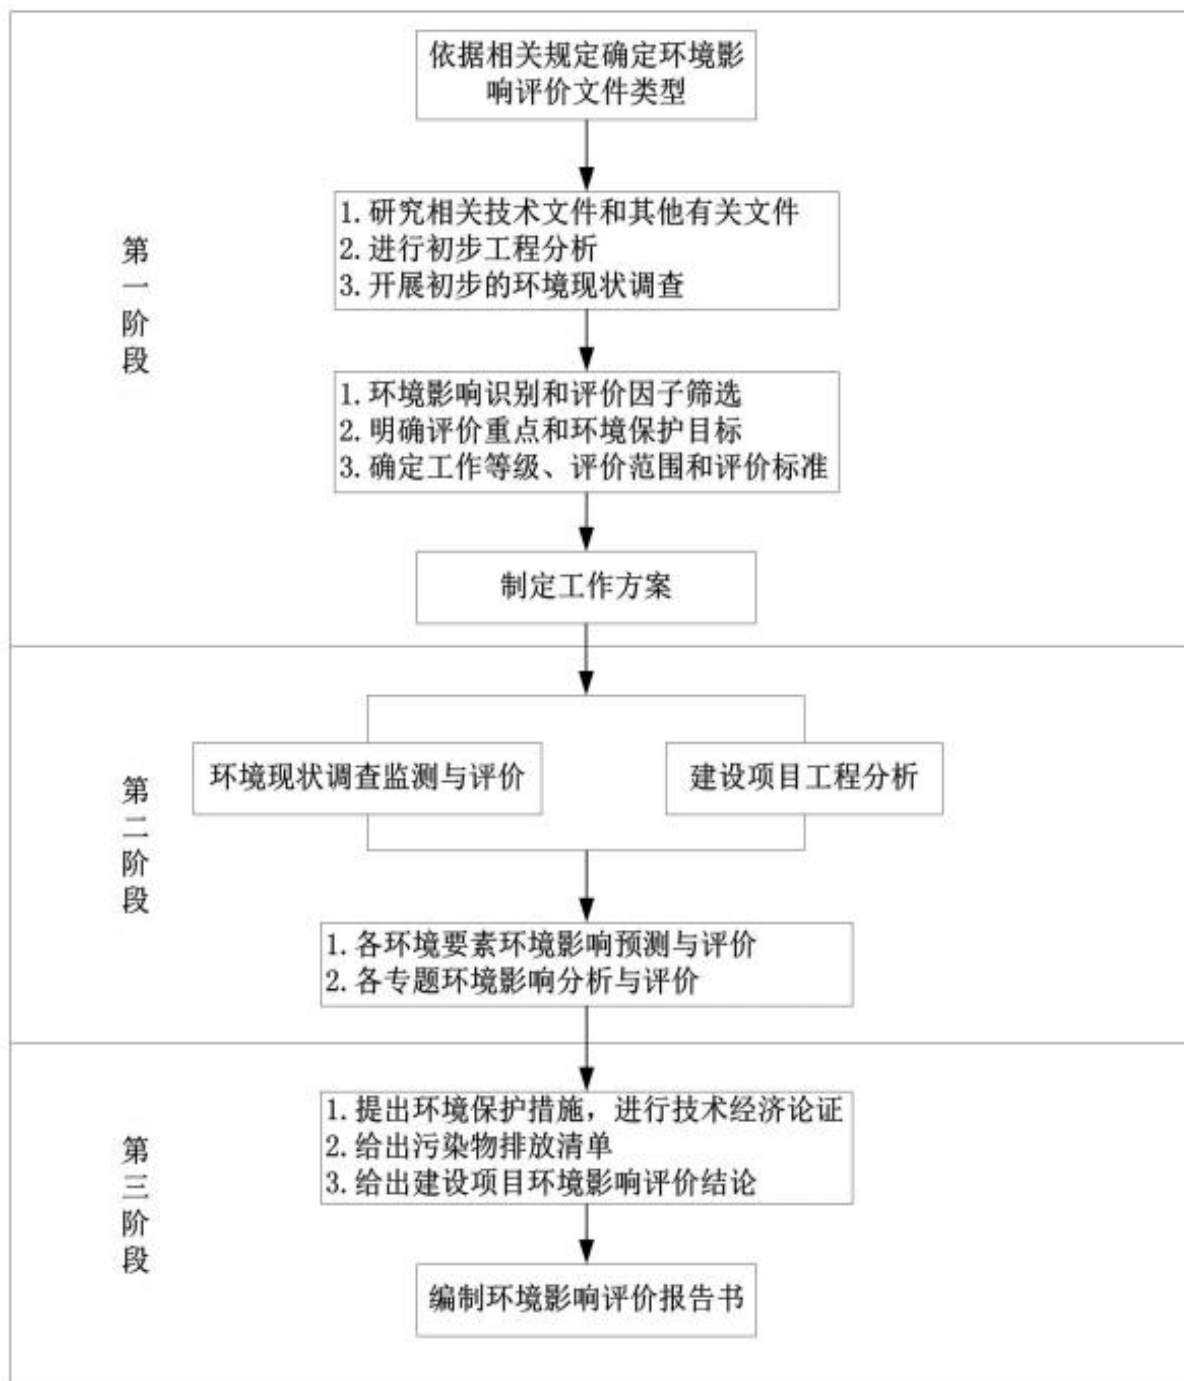 依据相关规定确定环境影
响评价文件类型
第一阶段
1.研究相关技术文件和其他有关文件
2.进行初步工程分析
3.开展初步的环境现状调查
1.环境影响识别和评价因子筛选
2.明确评价重点和环境保护目标
3.确定工作等级、评价范围和评价标准
制定工作方案
第二阶段
环境现状调查监测与评价
建设项目工程分析
1.各环境要素环境影响预测与评价
2.各专题环境影响分析与评价
第三阶段
1.提出环境保护措施，进行技术经济论证
2.给出污染物排放清单
3.给出建设项目环境影响评价结论
编制环境影响评价报告书